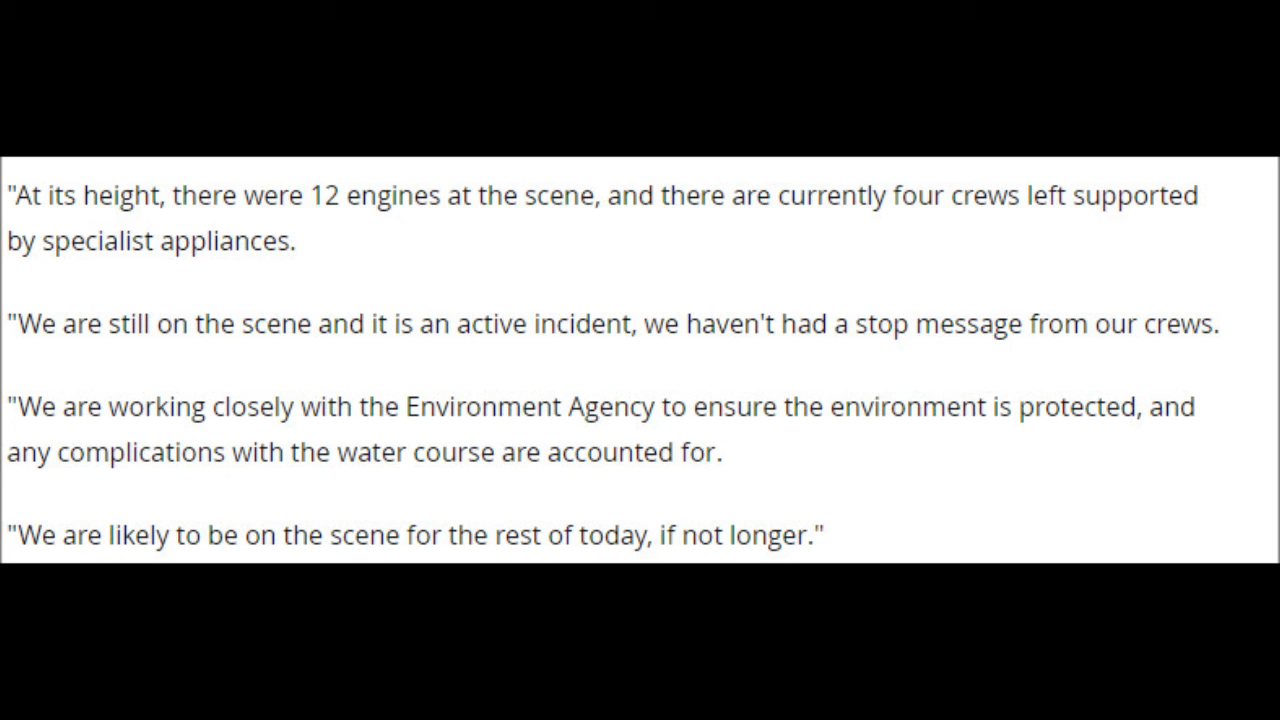 "At its height, there were 12 engines at the scene, and there are currently four crews left supported
by specialist appliances.
"We are still on the scene and it is an active incident, we haven't had a stop message from our crews.
"We are working closely with the Environment Agency to ensure the environment is protected, and
any complications with the water course are accounted for.
"We are likely to be on the scene for the rest of today, if not longer."